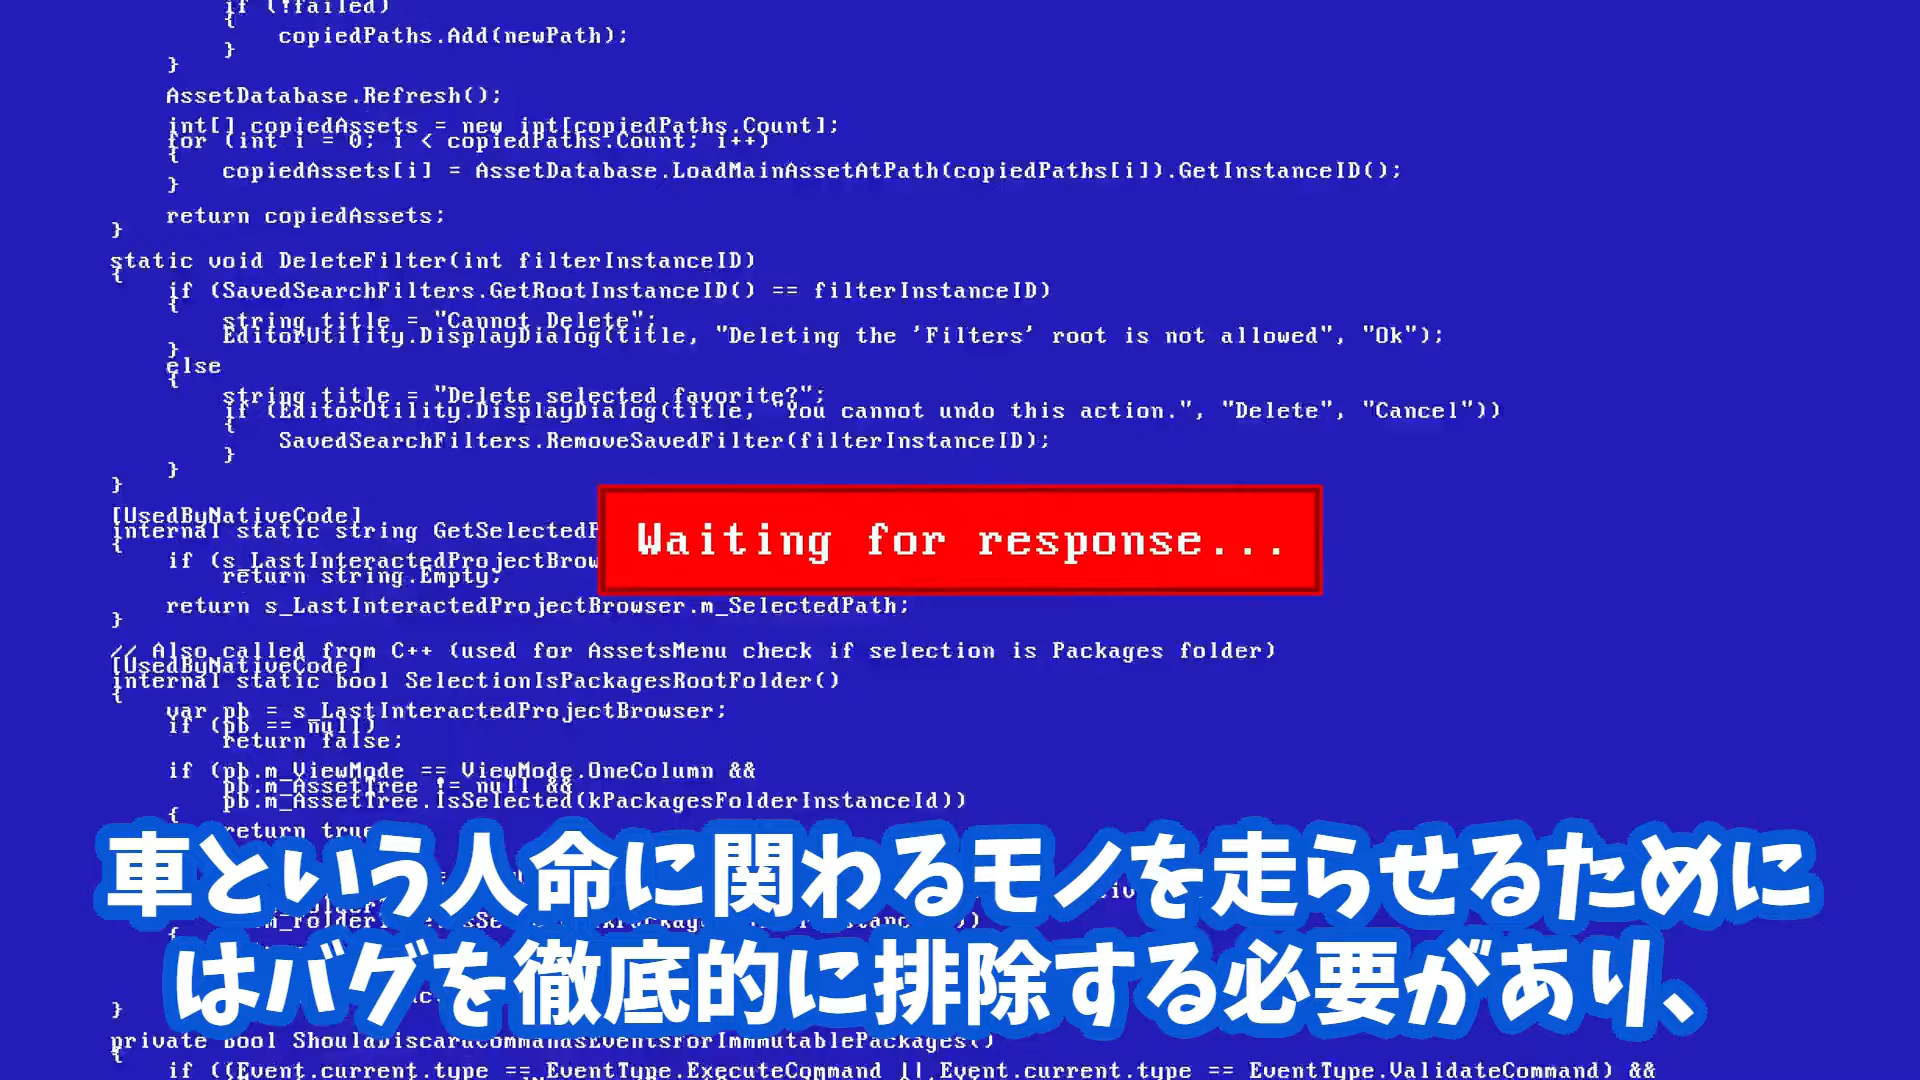 if (!failed)
{
copiedPaths.Add(newPath);
}
}
AssetDatabase.Refresh();
int[] copiedAssets = new int[copiedPaths.Count];
for (int i = 0; i < copiedPaths.Count; i++)
{
copiedAssets[i] = AssetDatabase.LoadMainAssetAtPath(copiedPaths[i]).GetInstanceID();
}
return copiedAssets;
}
static void DeleteFilter(int filterInstanceID)
{
if (SavedSearchFilters.GetRootInstanceID() == filterInstanceID)
{
string title = "Cannot Delete";
EditorUtility.DisplayDialog(title, "Deleting the 'Filters' root is not allowed", "Ok");
}
else
{
string title = "Delete selected favorite?";
if (EditorUtility.DisplayDialog(title, "You cannot undo this action.", "Delete", "Cancel"))
{
SavedSearchFilters.RemoveSavedFilter(filterInstanceID);
}
}
}
[UsedByNativeCode]
internal static string
{
Waiting for response...
if
return string.Empty;
return s_LastInteractedProjectBrowser.m_SelectedPath;
}
// Also called from C++ (used for AssetsMenu check if selection is Packages folder)
[UsedByNativeCode]
internal static bool SelectionIsPackagesRootFolder()
{
var pb = s_LastInteractedProjectBrowser;
if (pb == null)
return false;
if (pb.m_ViewMode == ViewMode.OneColumn &&
pb.m_AssetTree != null &&
pb.m_AssetTree.IsSelected(kPackagesFolderInstanceId))
{
return true
車という人命に関わるモノを走らせるために
はバグを徹底的に排除する必要があり、
}
private bool ShouldDiscardCommandsEventsForImmutablePackages()
{
if ((Event.current.type == EventType.ExecuteCommand || Event.current.type == EventType.ValidateCommand) &&